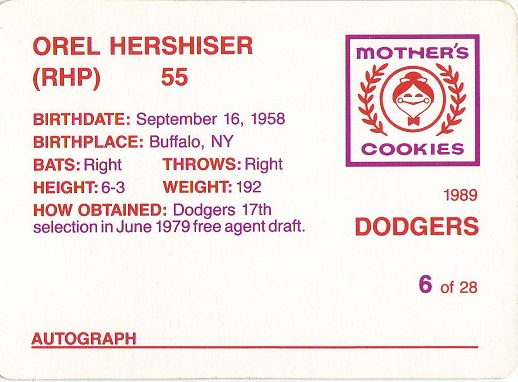 OREL HERSHISER
(RHP) 55
BIRTHDATE: September 16, 1958
BIRTHPLACE: Buffalo, NY
BATS: Right THROWS: Right
HEIGHT: 6-3 WEIGHT: 192
HOW OBTAINED: Dodgers 17th
selection in June 1979 free agent draft.
MOTHER'S
COOKIES
1989
DODGERS
6 of 28
AUTOGRAPH